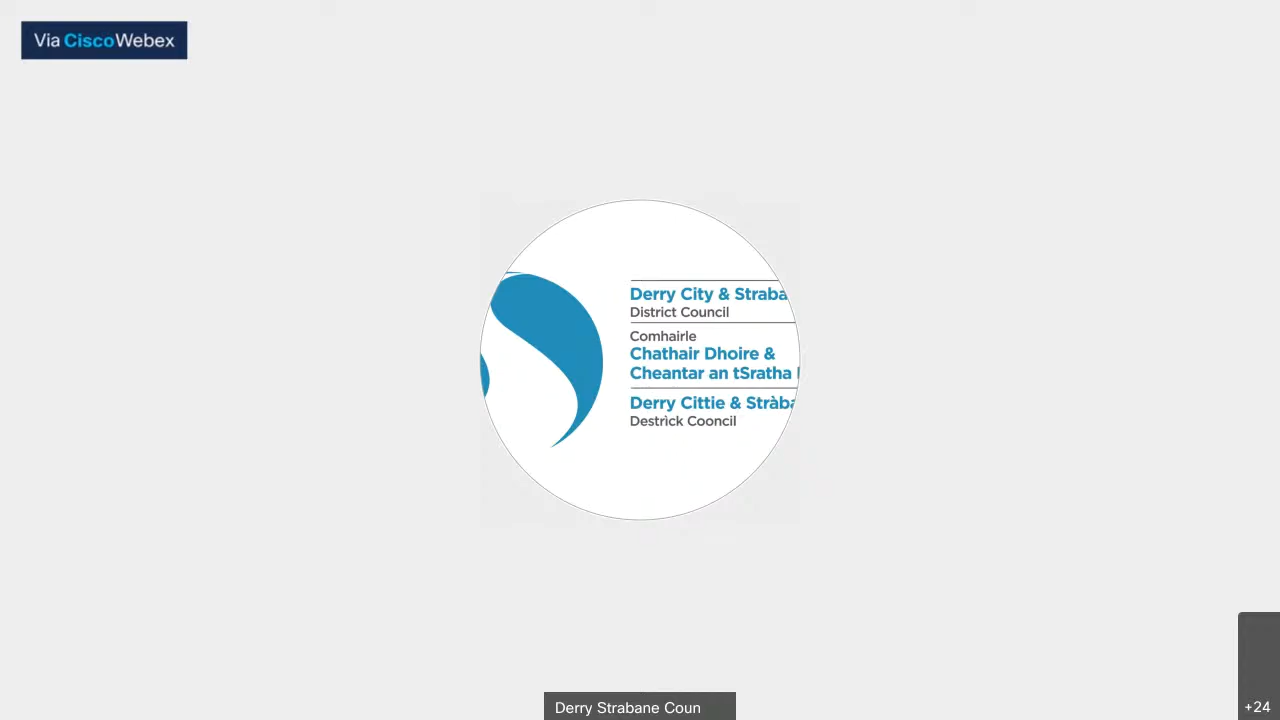 Via CiscoWebex
Derry City & Straba
District Council
Comhairle
Chathair Dhoire &
Cheantar an tSratha
Derry Cittie & Stràba
Destrìck Cooncil
Derry Strabane Coun
+24